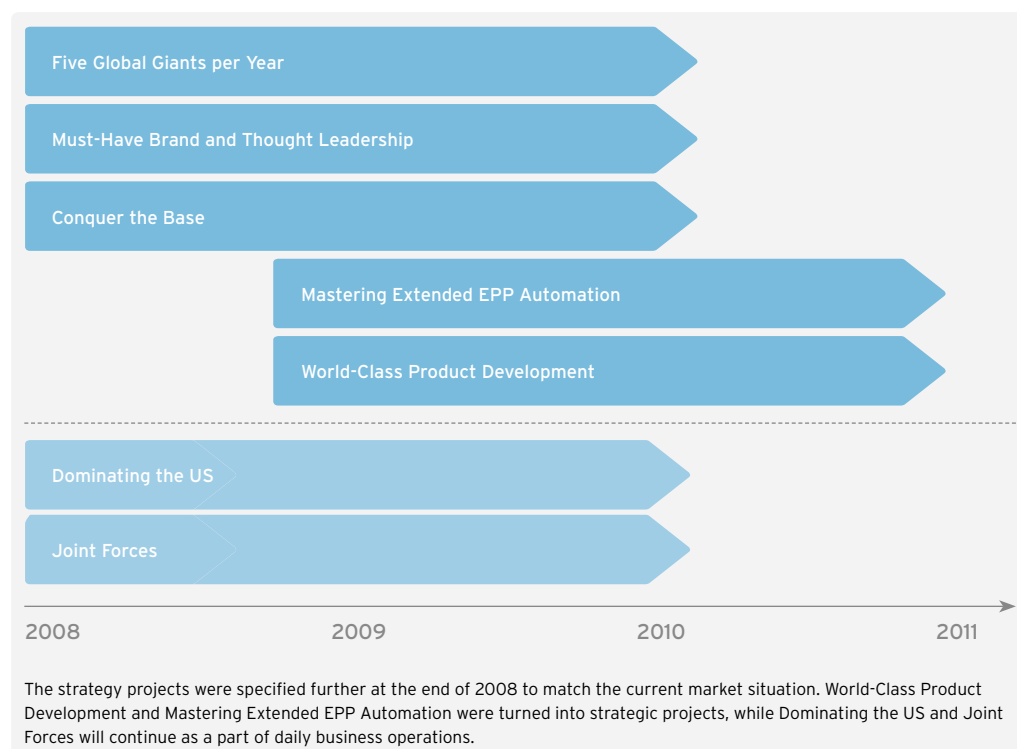 Five Global Giants per Year
Must-Have Brand and Thought Leadership
Conquer the Base
Mastering Extended EPP Automation
World-Class Product Development
Dominating the US
Joint Forces
2008 2009 2010 2011
The strategy projects were specified further at the end of 2008 to match the current market situation. World-Class Product
Development and Mastering Extended EPP Automation were turned into strategic projects, while Dominating the US and Joint
Forces will continue as a part of daily business operations.